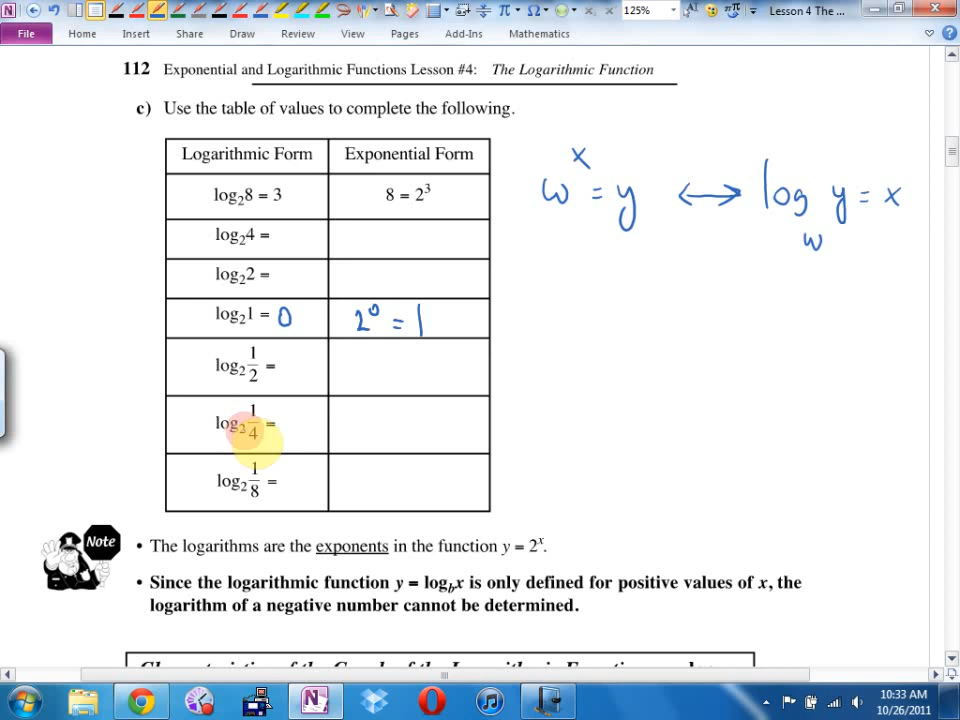 125% Lesson 4 The ...
File Home Insert Share Draw Review View Pages Add-Ins Mathematics
112 Exponential and Logarithmic Functions Lesson #4: The Logarithmic Function
c) Use the table of values to complete the following.
Logarithmic Form Exponential Form
log₂8 = 3 8 = 2³
log₂4 =
log₂2 =
log₂1 = 0 2⁰ = 1
log₂ 1/2 =
log₂ 1/4 =
log₂ 1/8 =
wˣ = y ↔ log_w y = x
Note
• The logarithms are the exponents in the function y = 2ˣ.
• Since the logarithmic function y = log_b x is only defined for positive values of x, the
logarithm of a negative number cannot be determined.
10:33 AM
10/26/2011